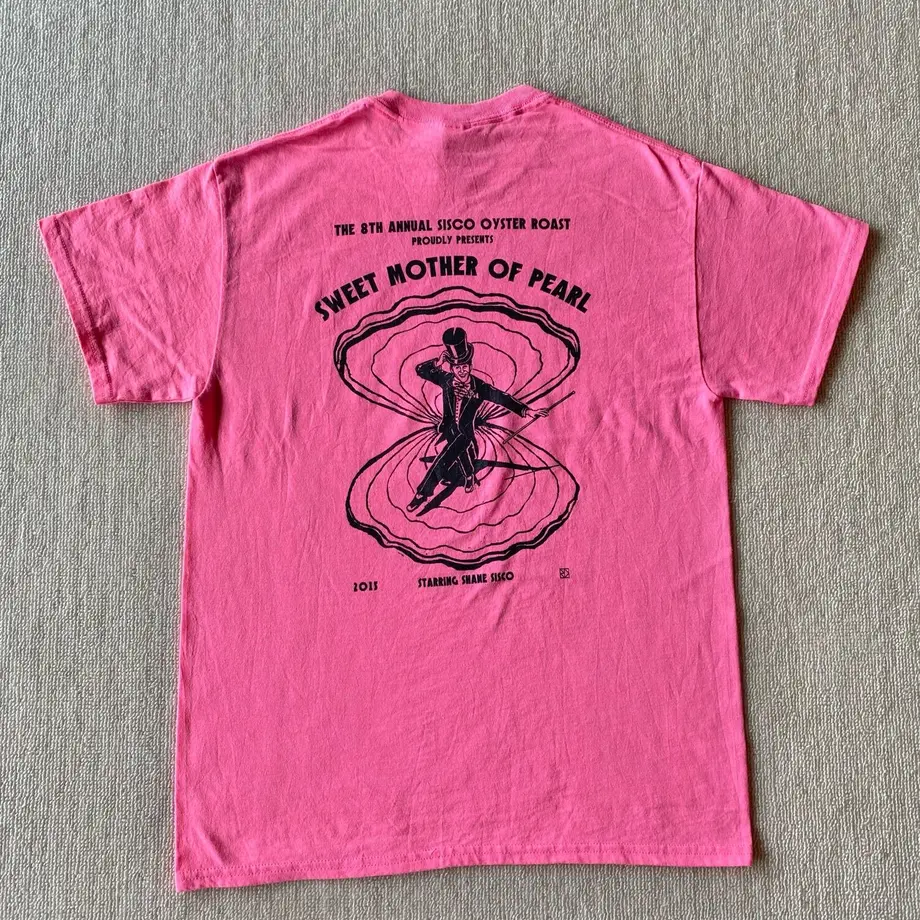 THE 8TH ANNUAL SISCO OYSTER ROAST
PROUDLY PRESENTS
SWEET MOTHER OF PEARL
2015 STARRING SHANE SISCO